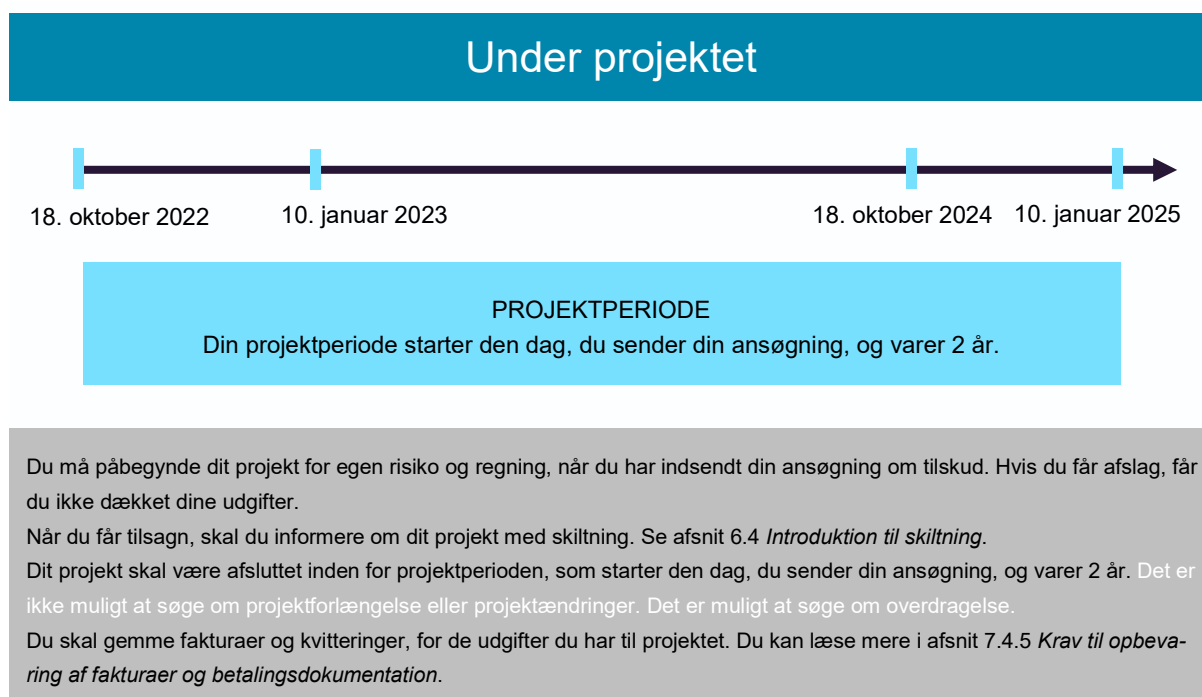 Under projektet
18. oktober 2022 10. januar 2023 18. oktober 2024 10. januar 2025
PROJEKTPERIODE
Din projektperiode starter den dag, du sender din ansøgning, og varer 2 år.
Du må påbegynde dit projekt for egen risiko og regning, når du har indsendt din ansøgning om tilskud. Hvis du får afslag, får
du ikke dækket dine udgifter.
Når du får tilsagn, skal du informere om dit projekt med skiltning. Se afsnit 6.4 Introduktion til skiltning.
Dit projekt skal være afsluttet inden for projektperioden, som starter den dag, du sender din ansøgning, og varer 2 år. Det er
ikke muligt at søge om projektforlængelse eller projektændringer. Det er muligt at søge om overdragelse.
Du skal gemme fakturaer og kvitteringer, for de udgifter du har til projektet. Du kan læse mere i afsnit 7.4.5 Krav til opbeva-
ring af fakturaer og betalingsdokumentation.